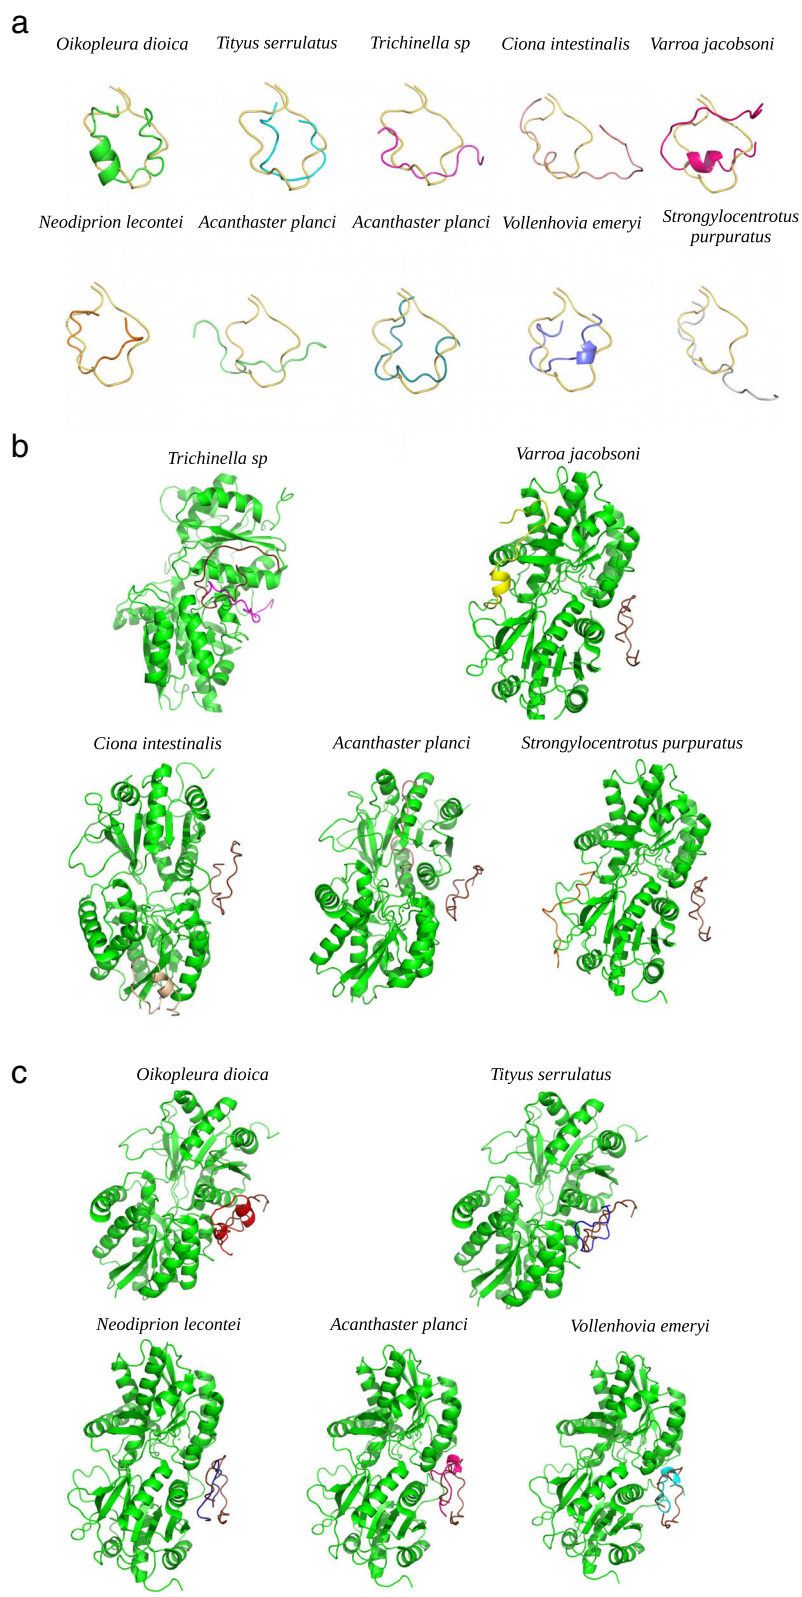 a
Oikopleura dioica
Tityus serrulatus
Trichinella sp
Ciona intestinalis
Varroa jacobsoni
Neodiprion lecontei
Acanthaster planci
Acanthaster planci
Vollenhovia emeryi
Strongylocentrotus
purpuratus
b
Trichinella sp
Varroa jacobsoni
Ciona intestinalis
Acanthaster planci
Strongylocentrotus purpuratus
c
Oikopleura dioica
Tityus serrulatus
Neodiprion lecontei
Acanthaster planci
Vollenhovia emeryi